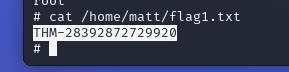 root
# cat /home/matt/flag1.txt
THM-28392872729920
#